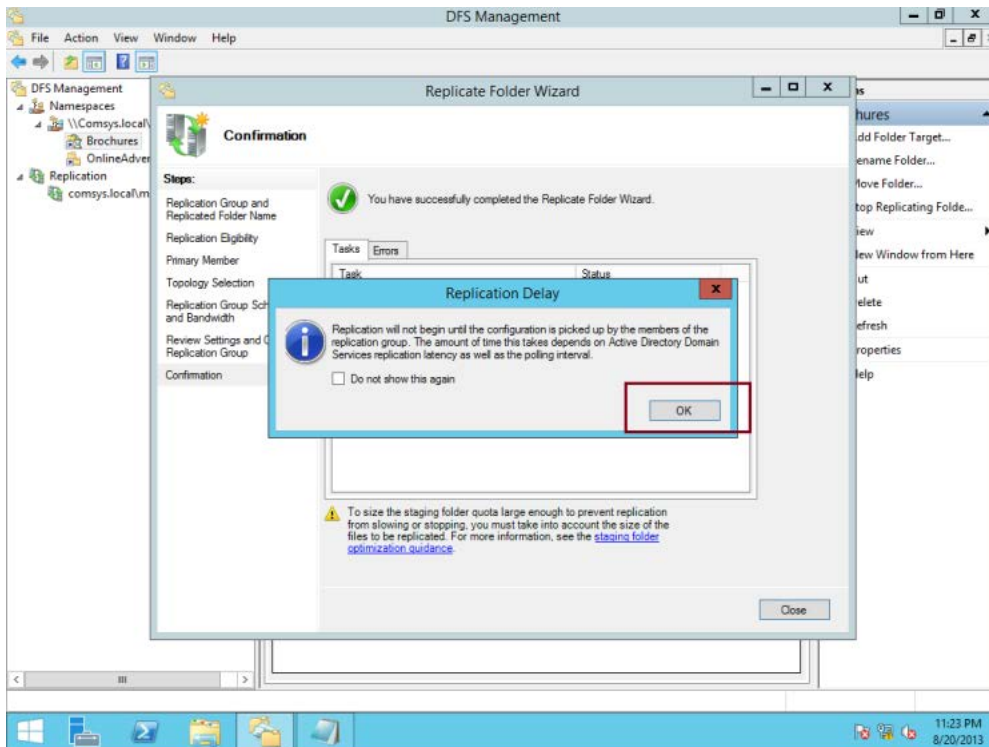 DFS Management
File Action View Window Help
DFS Management
Namespaces
\\Comsys.local\
Brochures
OnlineAdver
Replication
comsys.local\m
Replicate Folder Wizard
Confirmation
Steps:
Replication Group and
Replicated Folder Name
Replication Eligibility
Primary Member
Topology Selection
Replication Group Sch
and Bandwidth
Review Settings and C
Replication Group
Confirmation
You have successfully completed the Replicate Folder Wizard.
Tasks Errors
Task Status
Replication Delay
Replication will not begin until the configuration is picked up by the members of the
replication group. The amount of time this takes depends on Active Directory Domain
Services replication latency as well as the polling interval.
Do not show this again
OK
To size the staging folder quota large enough to prevent replication
from slowing or stopping, you must take into account the size of the
files to be replicated. For more information, see the staging folder
optimization guidance.
Close
ns
hures
dd Folder Target...
ename Folder...
ove Folder...
top Replicating Folde...
iew
ew Window from Here
ut
elete
efresh
roperties
elp
11:23 PM
8/20/2013